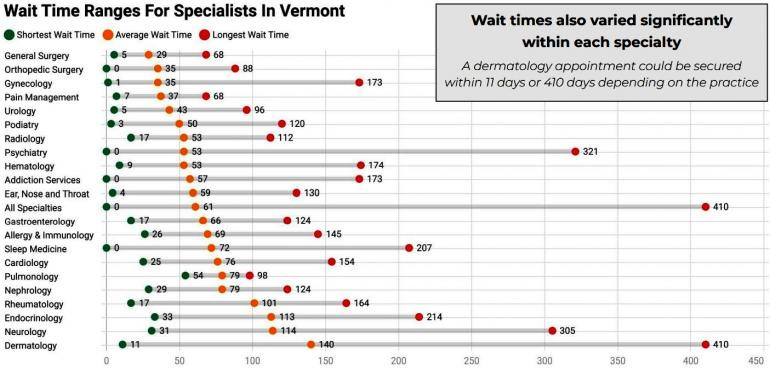 Wait Time Ranges For Specialists In Vermont
Shortest Wait Time Average Wait Time Longest Wait Time
Wait times also varied significantly
within each specialty
A dermatology appointment could be secured
within 11 days or 410 days depending on the practice
General Surgery 5 29 68
Orthopedic Surgery 0 35 88
Gynecology 1 35 173
Pain Management 7 37 68
Urology 5 43 96
Podiatry 3 50 120
Radiology 17 53 112
Psychiatry 0 53 321
Hematology 9 53 174
Addiction Services 0 57 173
Ear, Nose and Throat 4 59 130
All Specialties 0 61 410
Gastroenterology 17 66 124
Allergy & Immunology 26 69 145
Sleep Medicine 0 72 207
Cardiology 25 76 154
Pulmonology 54 79 98
Nephrology 29 79 124
Rheumatology 17 101 164
Endocrinology 33 113 214
Neurology 31 114 305
Dermatology 11 140 410
0 50 100 150 200 250 300 350 400 450